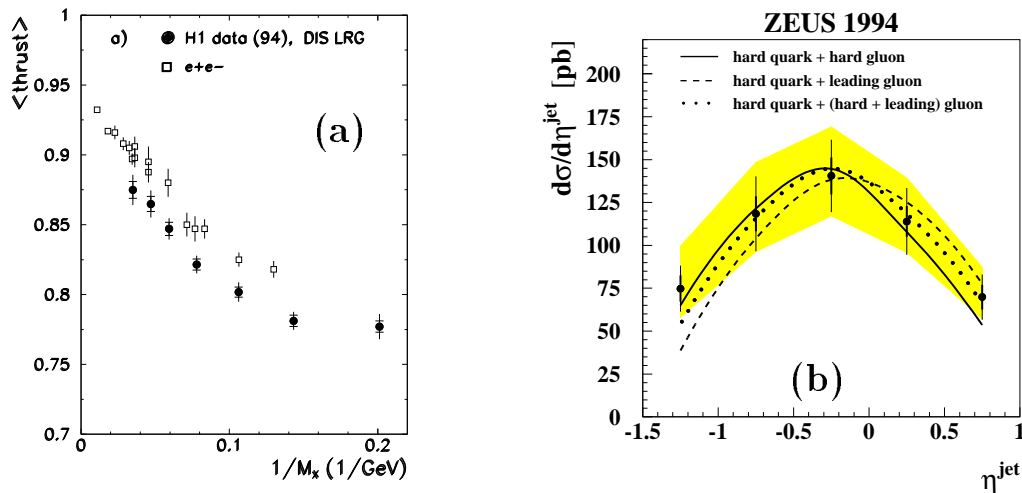 <thrust>
1
0.95
0.9
0.85
0.8
0.75
0.7
a) ● H1 data (94), DIS LRG
□ e+e−
(a)
0 0.1 0.2
1/Mₓ (1/GeV)
ZEUS 1994
dσ/dη^jet [pb]
200
175
150
125
100
75
50
25
0
hard quark + hard gluon
hard quark + leading gluon
hard quark + (hard + leading) gluon
(b)
-1.5 -1 -0.5 0 0.5 1
η^jet